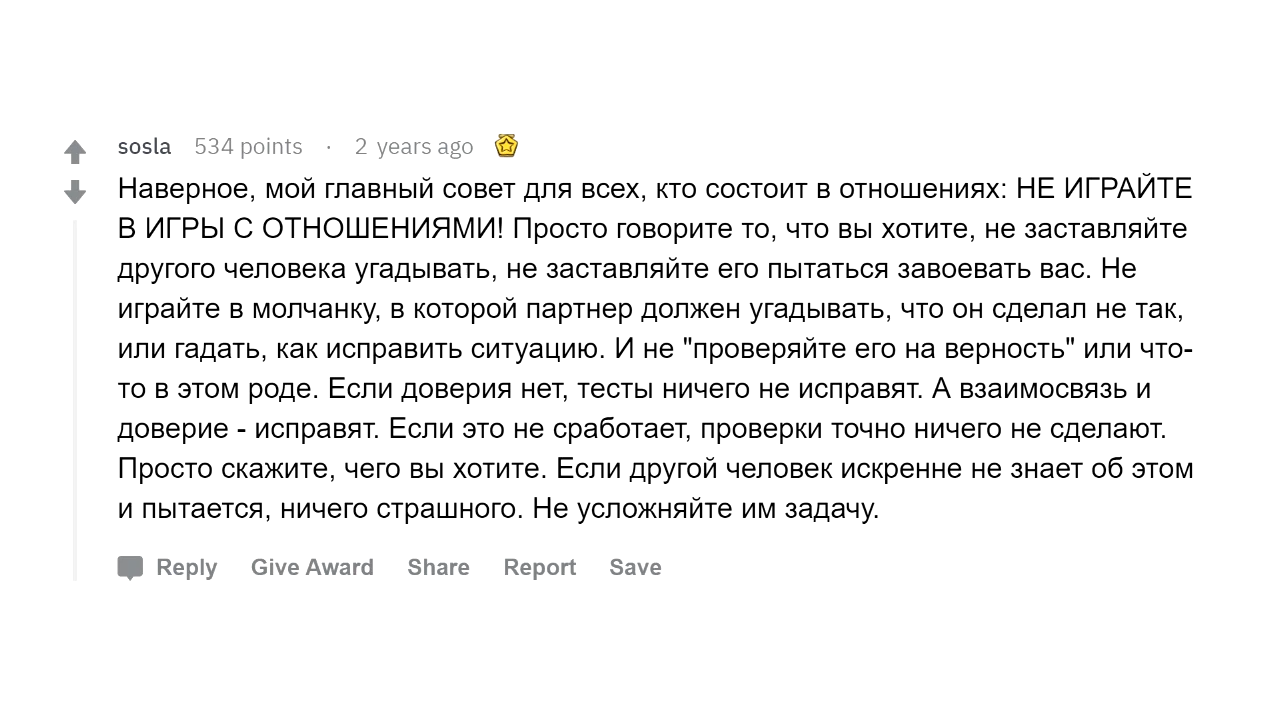 sosla 534 points · 2 years ago
Наверное, мой главный совет для всех, кто состоит в отношениях: НЕ ИГРАЙТЕ
В ИГРЫ С ОТНОШЕНИЯМИ! Просто говорите то, что вы хотите, не заставляйте
другого человека угадывать, не заставляйте его пытаться завоевать вас. Не
играйте в молчанку, в которой партнер должен угадывать, что он сделал не так,
или гадать, как исправить ситуацию. И не "проверяйте его на верность" или что-
то в этом роде. Если доверия нет, тесты ничего не исправят. А взаимосвязь и
доверие - исправят. Если это не сработает, проверки точно ничего не сделают.
Просто скажите, чего вы хотите. Если другой человек искренне не знает об этом
и пытается, ничего страшного. Не усложняйте им задачу.
Reply Give Award Share Report Save